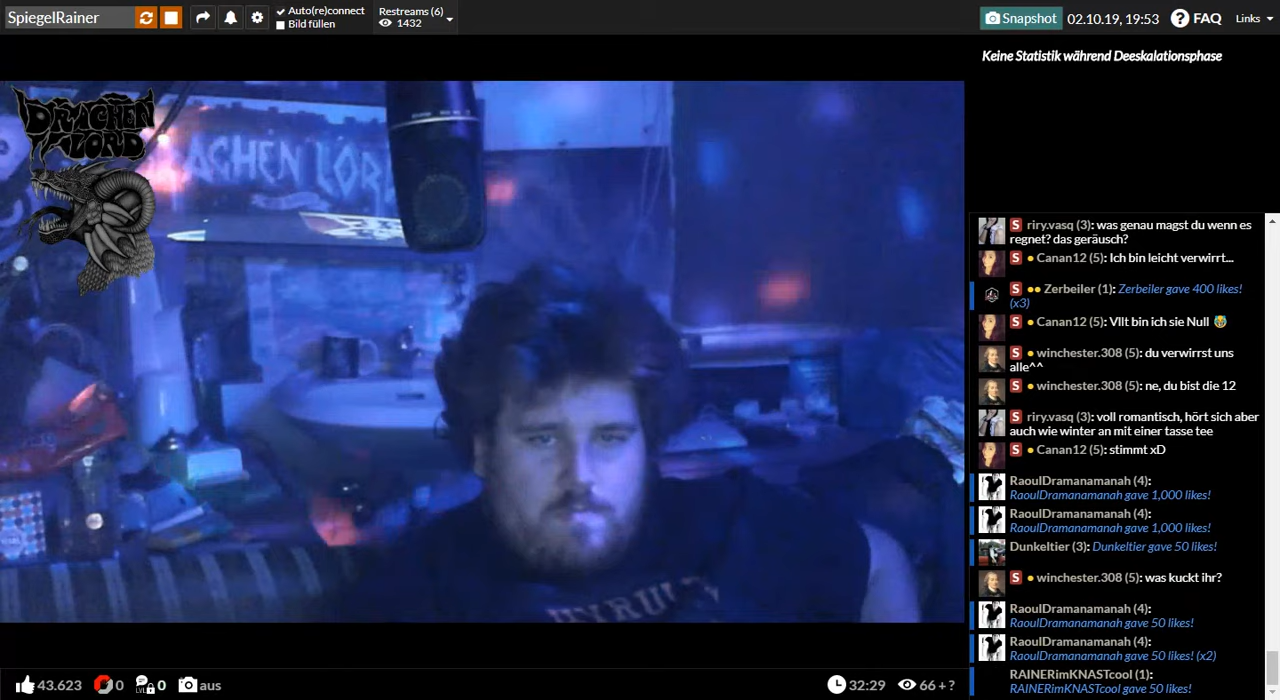 SpiegelRainer
Auto(re)connect
Bild füllen
Restreams (6)
1432
Snapshot
02.10.19, 19:53
FAQ
Links
Keine Statistik während Deeskalationsphase
DRACHEN
LORD
ACHEN LORD
HYRULE
S riry.vasq (3): was genau magst du wenn es
regnet? das geräusch?
S Canan12 (5): Ich bin leicht verwirrt...
S Zerbeiler (1): Zerbeiler gave 400 likes!
(x3)
S Canan12 (5): Vllt bin ich sie Null 😭
S winchester.308 (5): du verwirrst uns
alle^^
S winchester.308 (5): ne, du bist die 12
S riry.vasq (3): voll romantisch, hört sich aber
auch wie winter an mit einer tasse tee
S Canan12 (5): stimmt xD
RaoulDramanamanah (4):
RaoulDramanamanah gave 1,000 likes!
RaoulDramanamanah (4):
RaoulDramanamanah gave 1,000 likes!
Dunkeltier (3): Dunkeltier gave 50 likes!
S winchester.308 (5): was kuckt ihr?
RaoulDramanamanah (4):
RaoulDramanamanah gave 50 likes!
RaoulDramanamanah (4):
RaoulDramanamanah gave 50 likes! (x2)
RAINERimKNASTcool (1):
RAINERimKNASTcool gave 50 likes!
43.623
0
LVL 0
aus
32:29
66 + ?